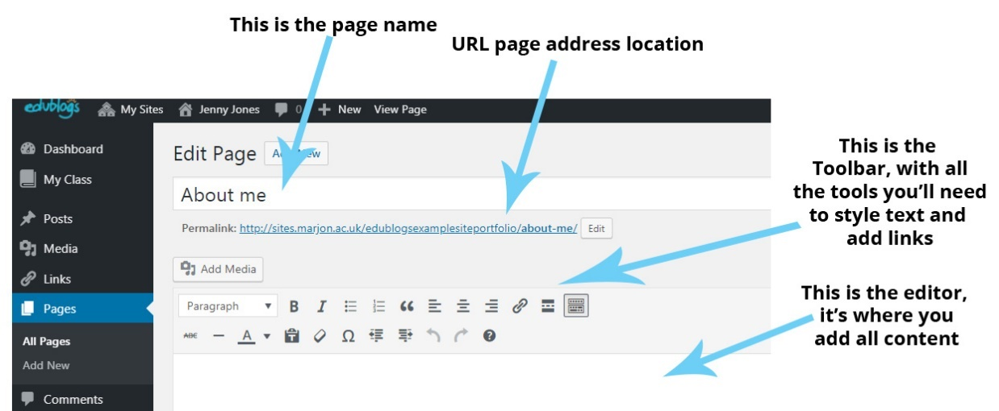 This is the page name
URL page address location
edublogs My Sites Jenny Jones 0 New View Page
Dashboard
My Class
Posts
Media
Links
Pages
All Pages
Add New
Comments
Edit Page Add New
About me
Permalink: http://sites.marjon.ac.uk/edublogsexamplesiteportfolio/about-me/ Edit
Add Media
Paragraph B I
ABE A Ω
This is the
Toolbar, with all
the tools you’ll need
to style text and
add links
This is the editor,
it’s where you
add all content